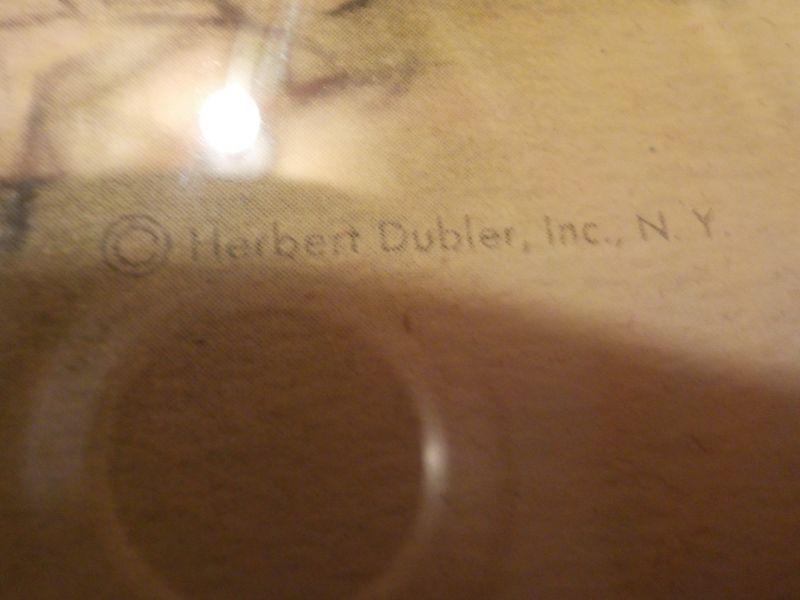 © Herbert Dubler, Inc., N. Y.